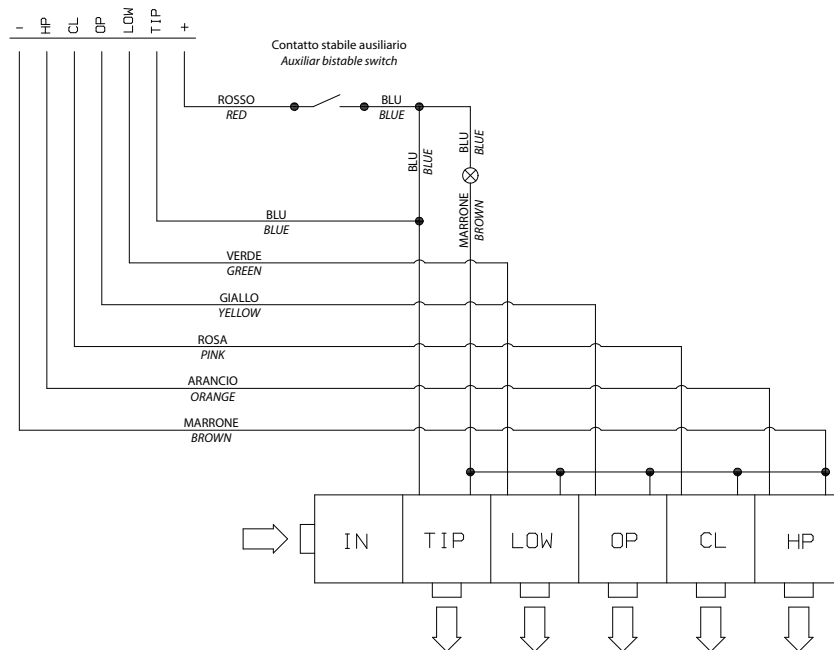 - HP CL OP LOW TIP +
Contatto stabile ausiliario
Auxiliar bistable switch
ROSSO
RED
BLU
BLUE
BLU
BLUE
BLU
BLUE
MARRONE
BROWN
BLU
BLUE
VERDE
GREEN
GIALLO
YELLOW
ROSA
PINK
ARANCIO
ORANGE
MARRONE
BROWN
IN TIP LOW OP CL HP